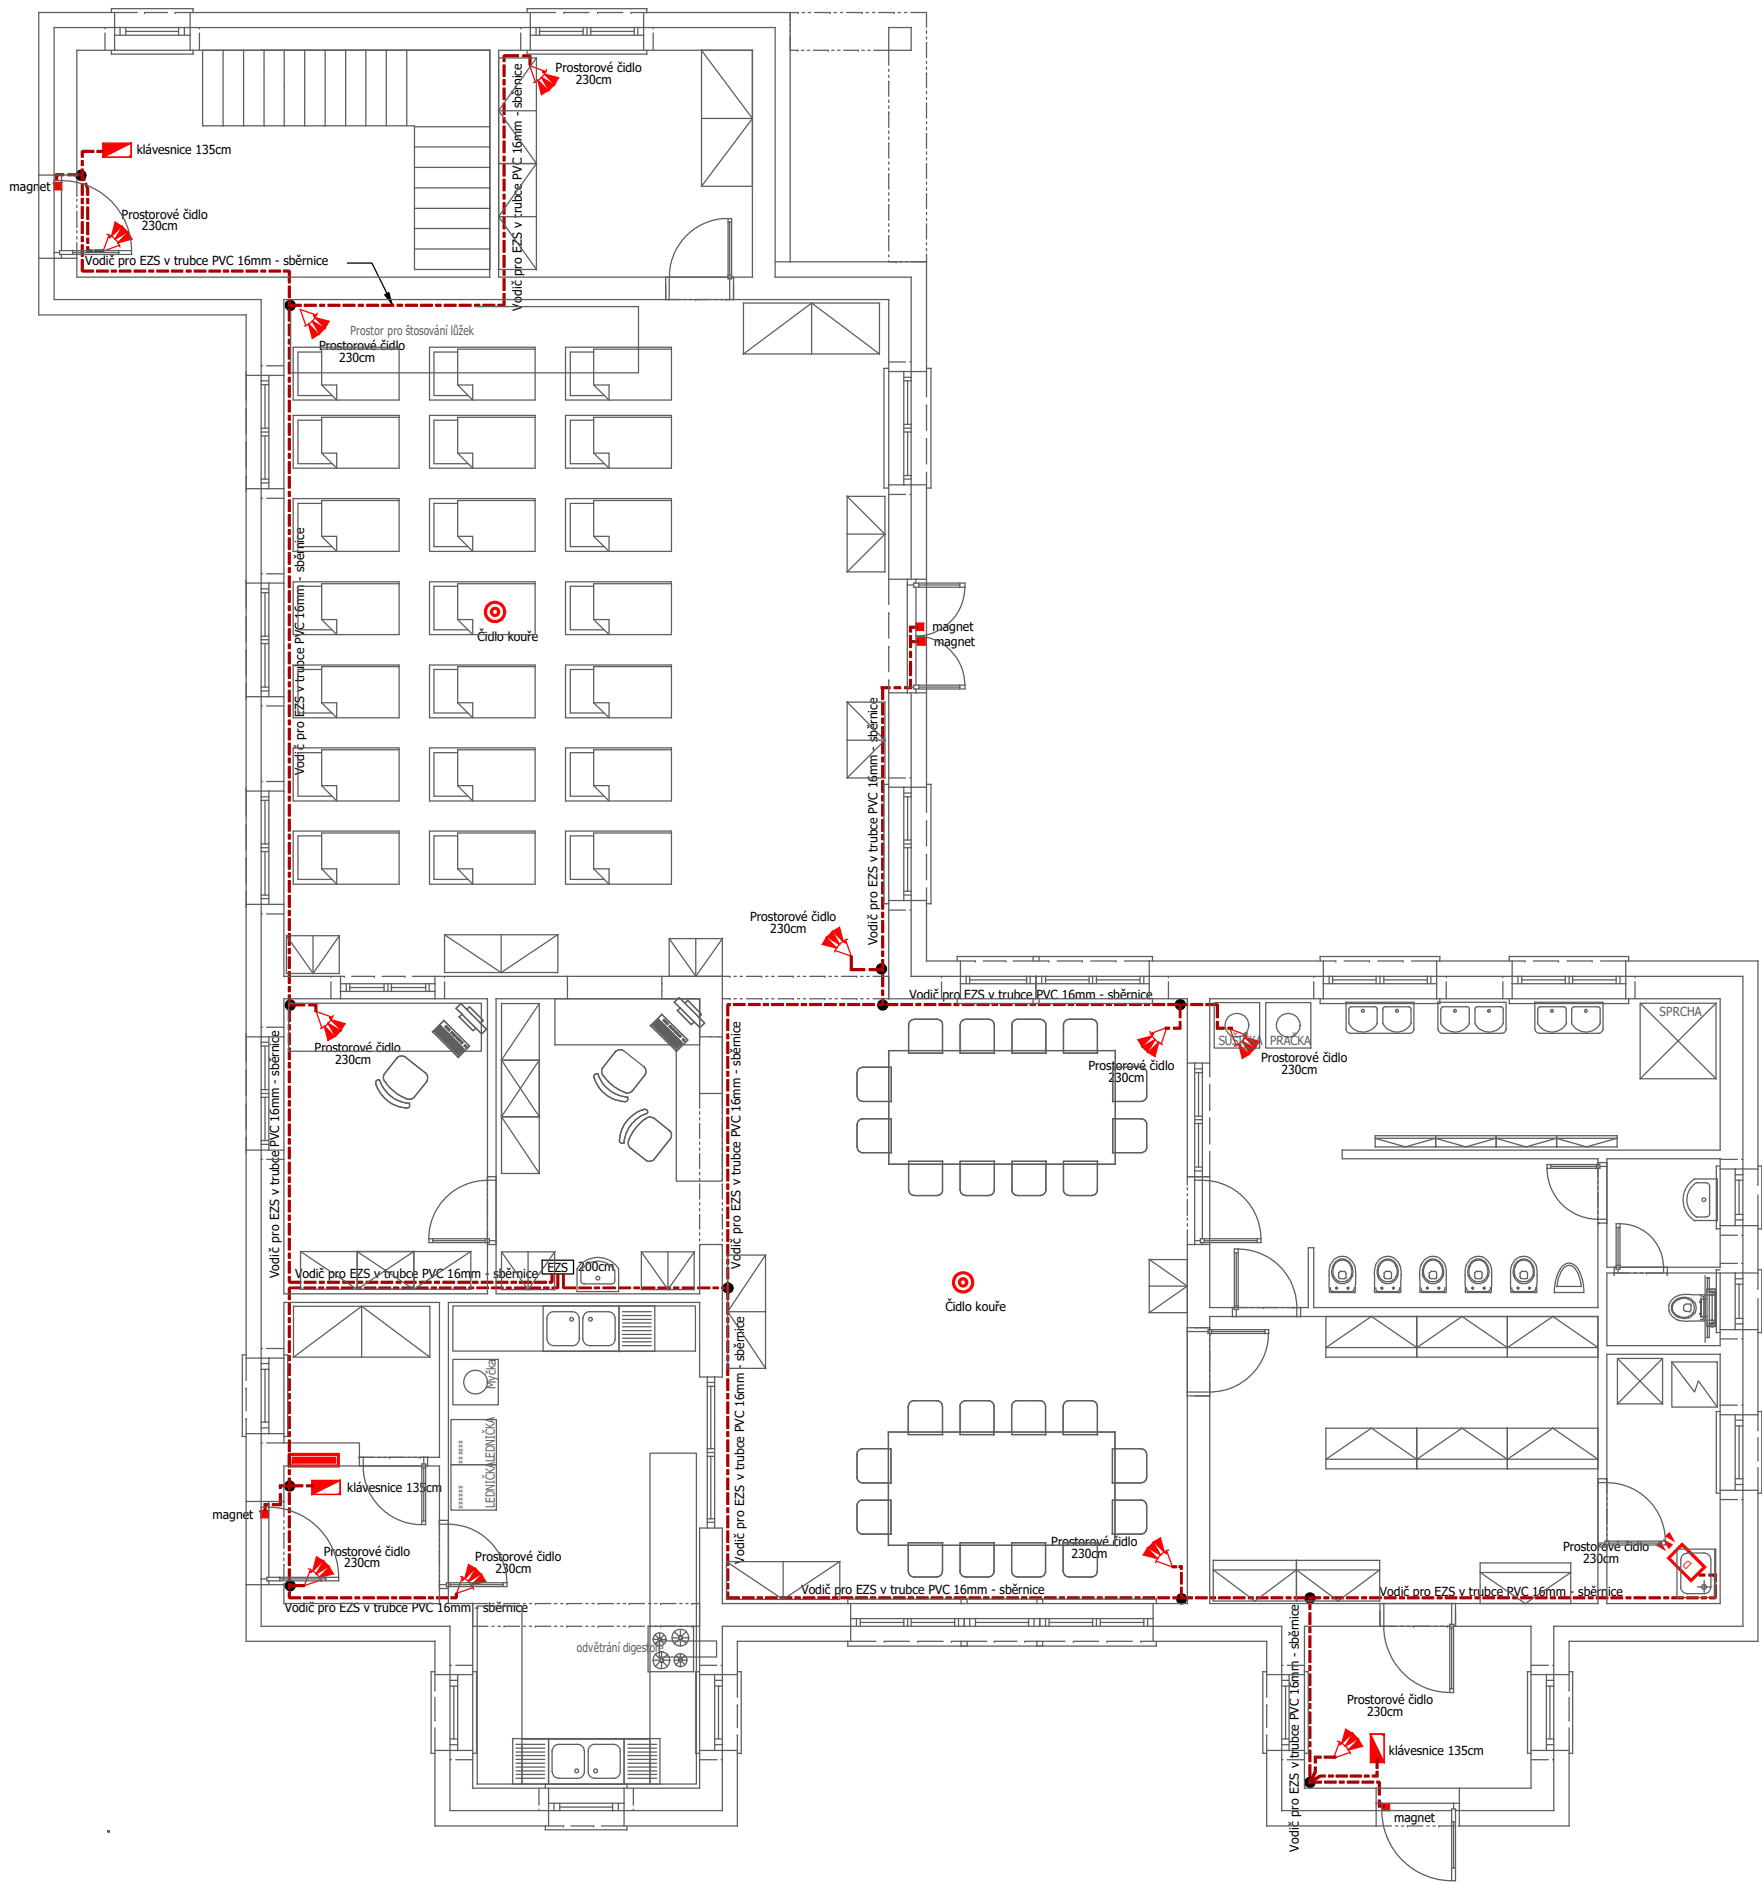 Prostorové čidlo
230cm
Vodič pro EZS v trubce PVC 16mm - sběrnice
klávesnice 135cm
magnet
Prostorové čidlo
230cm
Vodič pro EZS v trubce PVC 16mm - sběrnice
Prostor pro štosování lůžek
Prostorové čidlo
230cm
Vodič pro EZS v trubce PVC 16mm - sběrnice
Čidlo kouře
magnet
magnet
Vodič pro EZS v trubce PVC 16mm - sběrnice
Prostorové čidlo
230cm
Vodič pro EZS v trubce PVC 16mm - sběrnice
SPRCHA
SUŠIČKA
PRAČKA
Prostorové čidlo
230cm
Prostorové čidlo
230cm
Prostorové čidlo
230cm
Vodič pro EZS v trubce PVC 16mm - sběrnice
Vodič pro EZS v trubce PVC 16mm - sběrnice
Vodič pro EZS v trubce PVC 16mm - sběrnice
EZS
200cm
Čidlo kouře
Vodič pro EZS v trubce PVC 16mm - sběrnice
Myčka
LEDNIČKA
LEDNIČKA
xxxxxx
xxxxxx
klávesnice 135cm
magnet
Prostorové čidlo
230cm
Prostorové čidlo
230cm
Prostorové čidlo
230cm
Prostorové čidlo
230cm
Vodič pro EZS v trubce PVC 16mm - sběrnice
Vodič pro EZS v trubce PVC 16mm - sběrnice
Vodič pro EZS v trubce PVC 16mm - sběrnice
odvětrání digestoře
Vodič pro EZS v trubce PVC 16mm - sběrnice
Prostorové čidlo
230cm
klávesnice 135cm
magnet